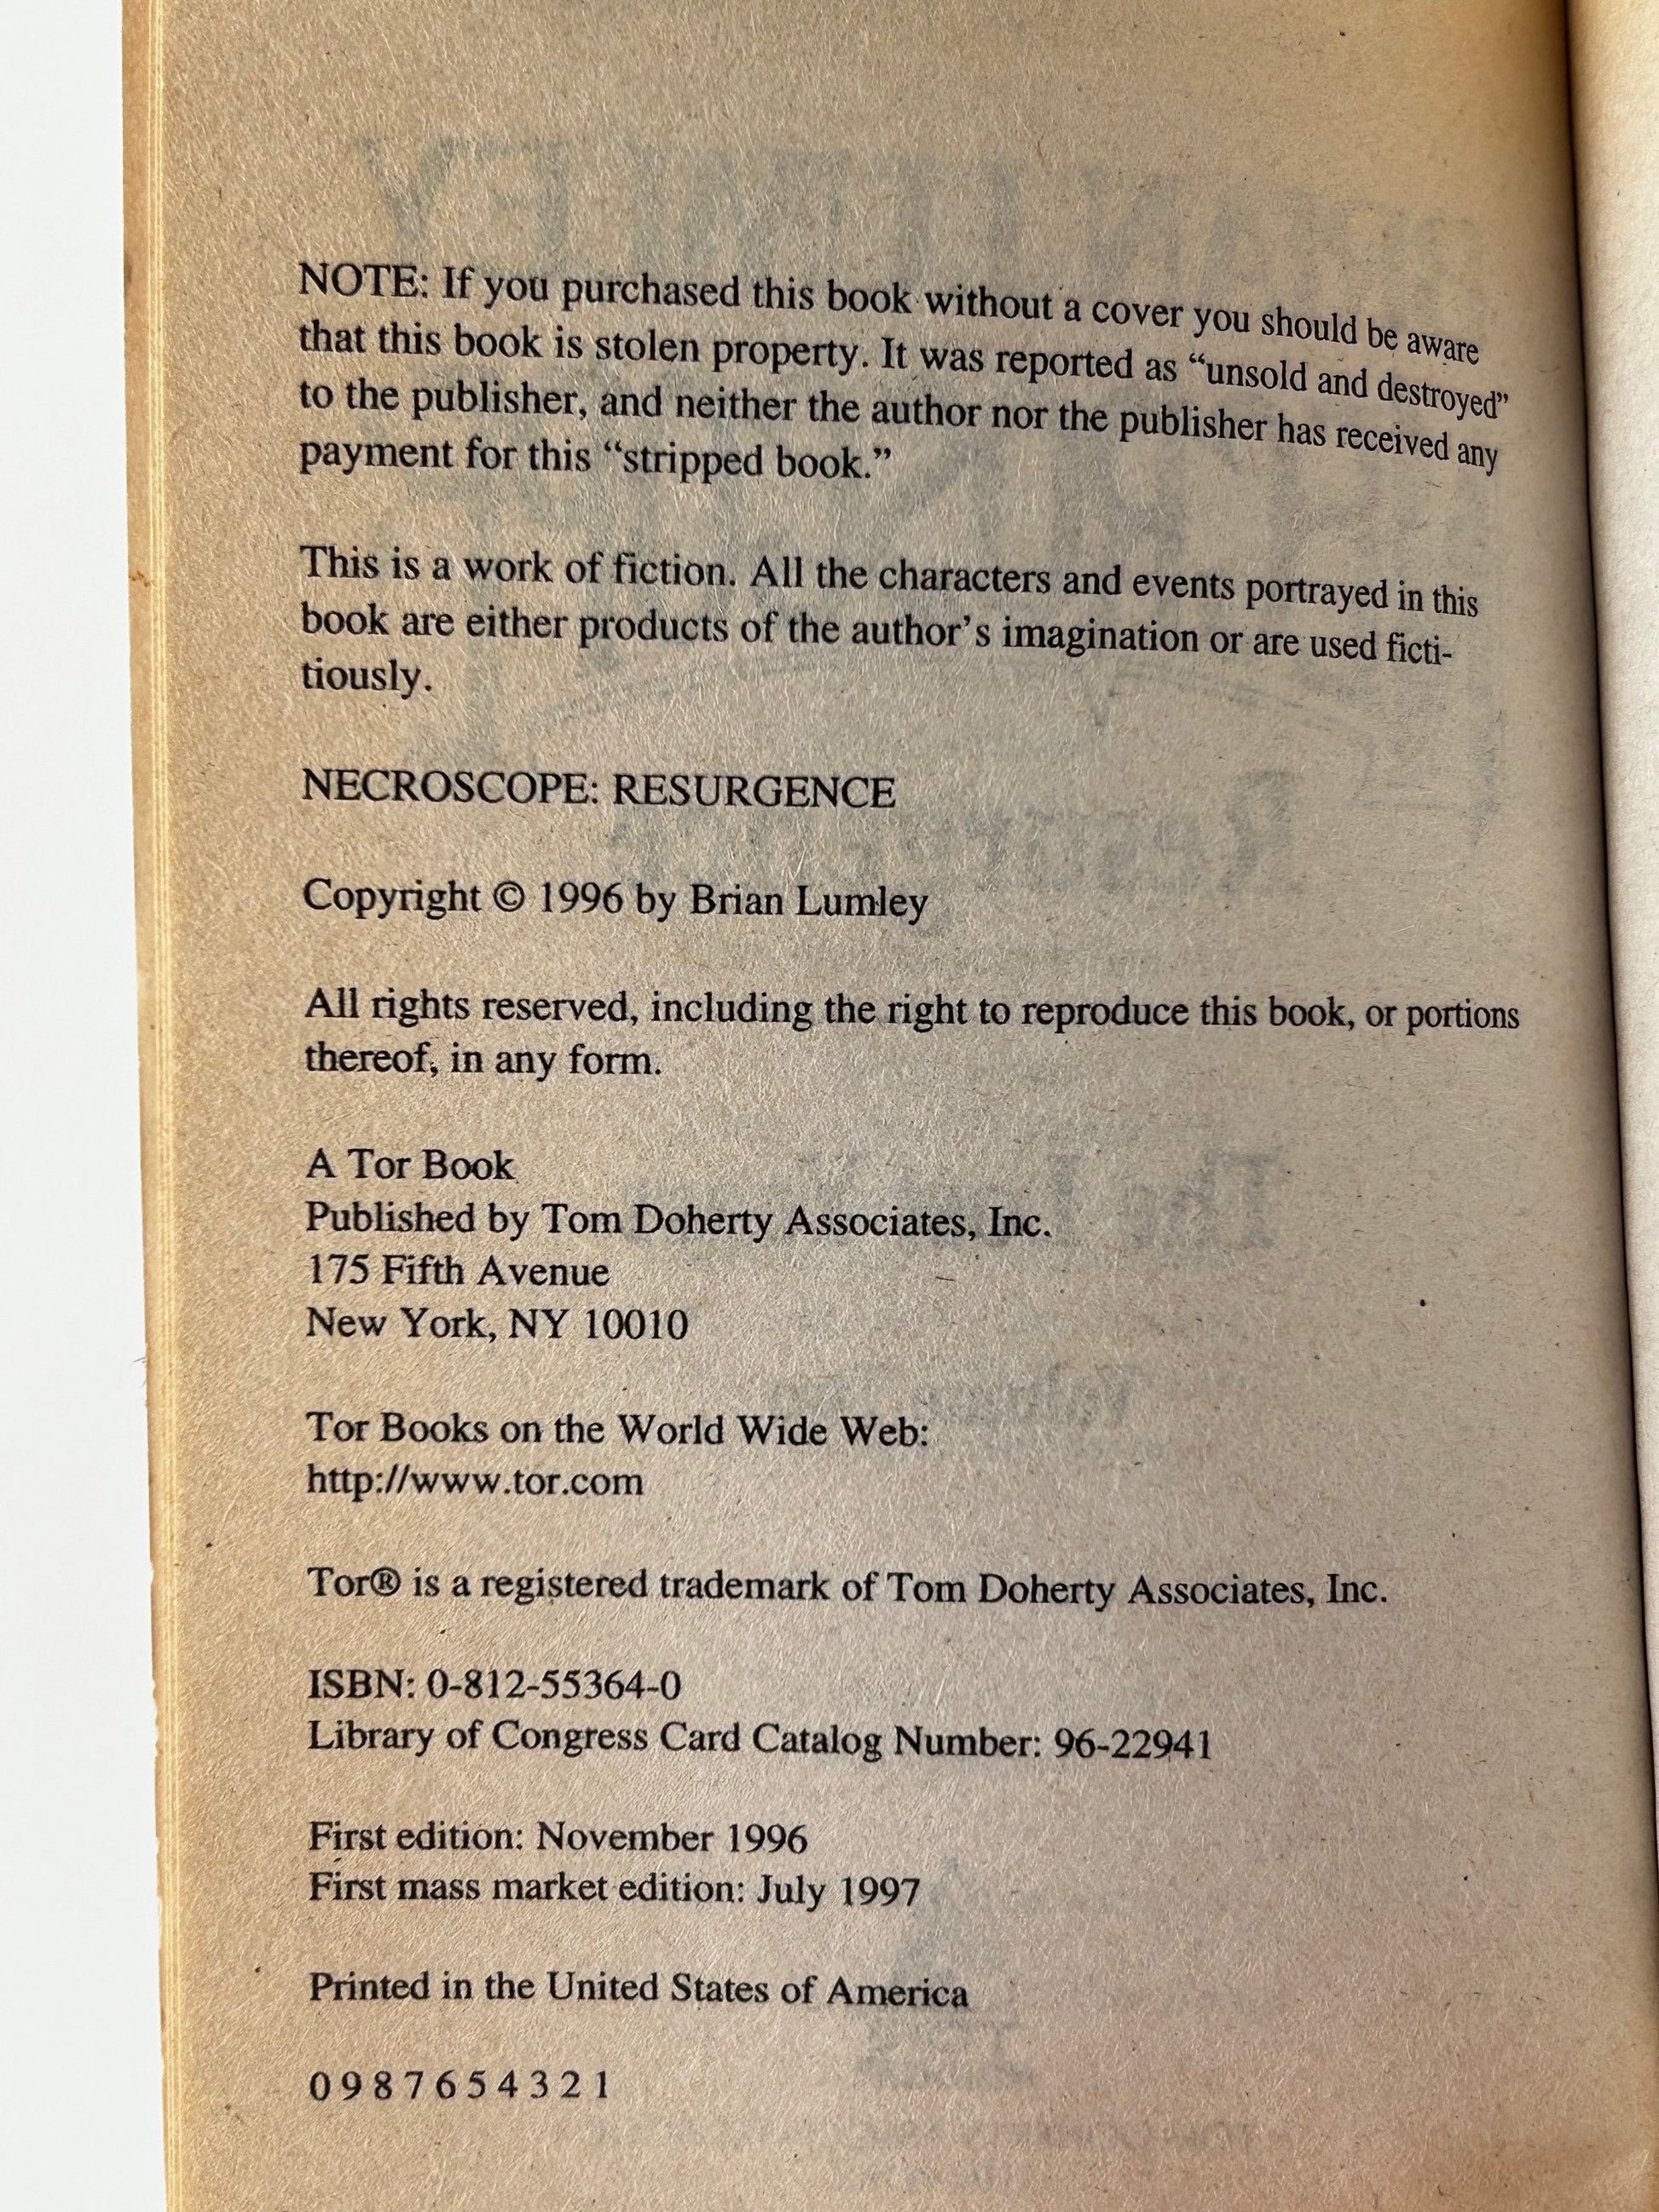 NOTE: If you purchased this book without a cover you should be aware
that this book is stolen property. It was reported as “unsold and destroyed”
to the publisher, and neither the author nor the publisher has received any
payment for this “stripped book.”
This is a work of fiction. All the characters and events portrayed in this
book are either products of the author’s imagination or are used ficti-
tiously.
NECROSCOPE: RESURGENCE
Copyright © 1996 by Brian Lumley
All rights reserved, including the right to reproduce this book, or portions
thereof, in any form.
A Tor Book
Published by Tom Doherty Associates, Inc.
175 Fifth Avenue
New York, NY 10010
Tor Books on the World Wide Web:
http://www.tor.com
Tor® is a registered trademark of Tom Doherty Associates, Inc.
ISBN: 0-812-55364-0
Library of Congress Card Catalog Number: 96-22941
First edition: November 1996
First mass market edition: July 1997
Printed in the United States of America
0 9 8 7 6 5 4 3 2 1